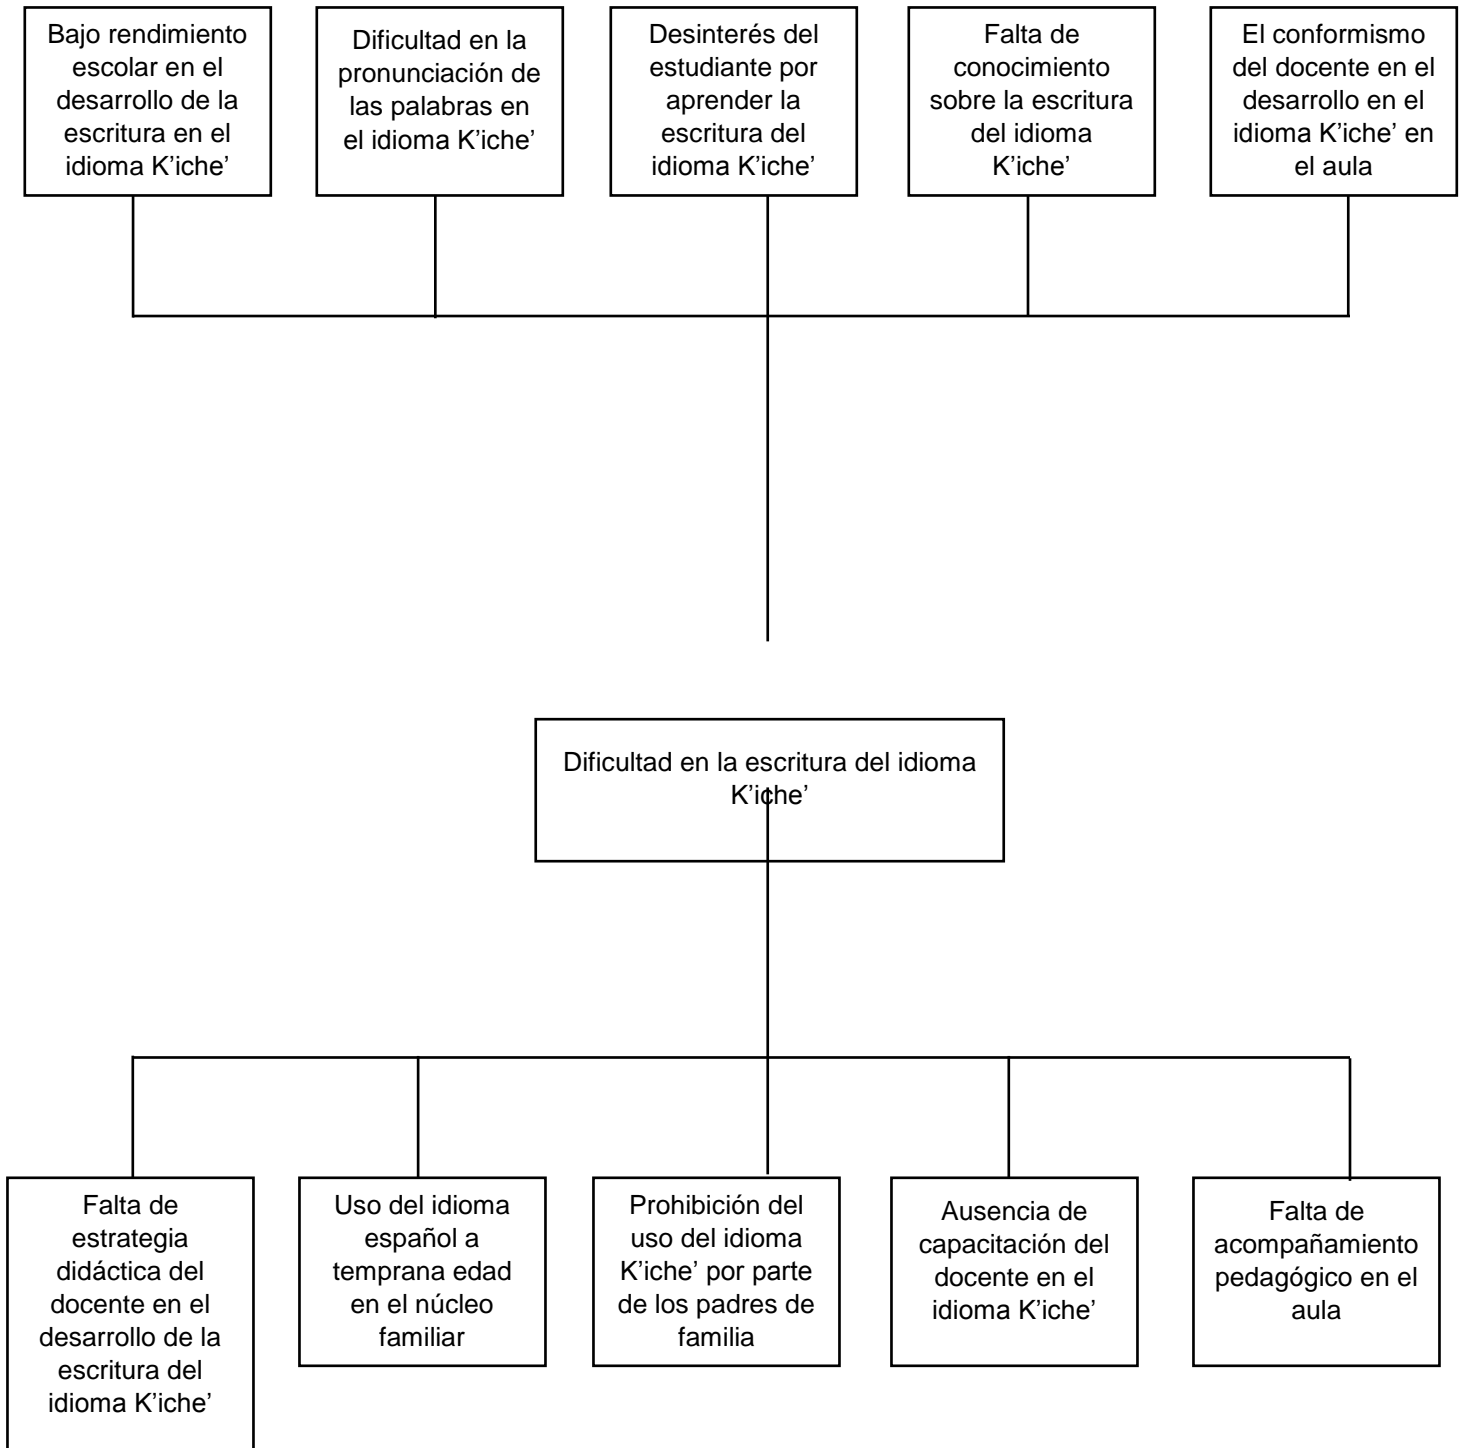 Bajo rendimiento
escolar en el
desarrollo de la
escritura en el
idioma K’iche’
Dificultad en la
pronunciación de
las palabras en
el idioma K’iche’
Desinterés del
estudiante por
aprender la
escritura del
idioma K’iche’
Falta de
conocimiento
sobre la escritura
del idioma
K’iche’
El conformismo
del docente en el
desarrollo en el
idioma K’iche’ en
el aula
Dificultad en la escritura del idioma
K’iche’
Falta de
estrategia
didáctica del
docente en el
desarrollo de la
escritura del
idioma K’iche’
Uso del idioma
español a
temprana edad
en el núcleo
familiar
Prohibición del
uso del idioma
K’iche’ por parte
de los padres de
familia
Ausencia de
capacitación del
docente en el
idioma K’iche’
Falta de
acompañamiento
pedagógico en el
aula